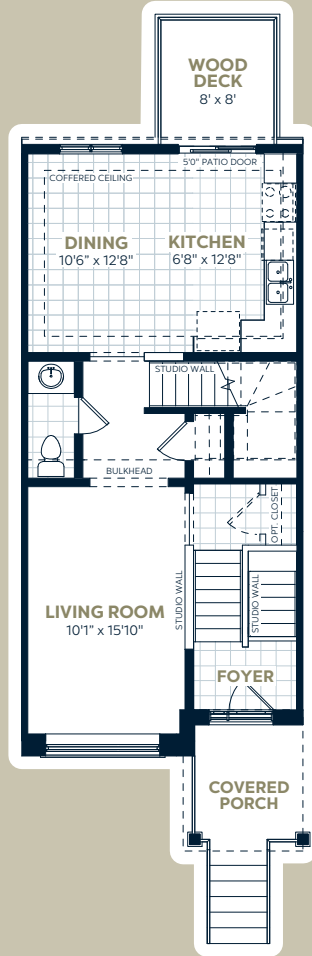 WOOD
DECK
8' x 8'
5'0" PATIO DOOR
COFFERED CEILING
DINING
10'6" x 12'8"
KITCHEN
6'8" x 12'8"
STUDIO WALL
BULKHEAD
OPT. CLOSET
STUDIO WALL
STUDIO WALL
LIVING ROOM
10'1" x 15'10"
FOYER
COVERED
PORCH